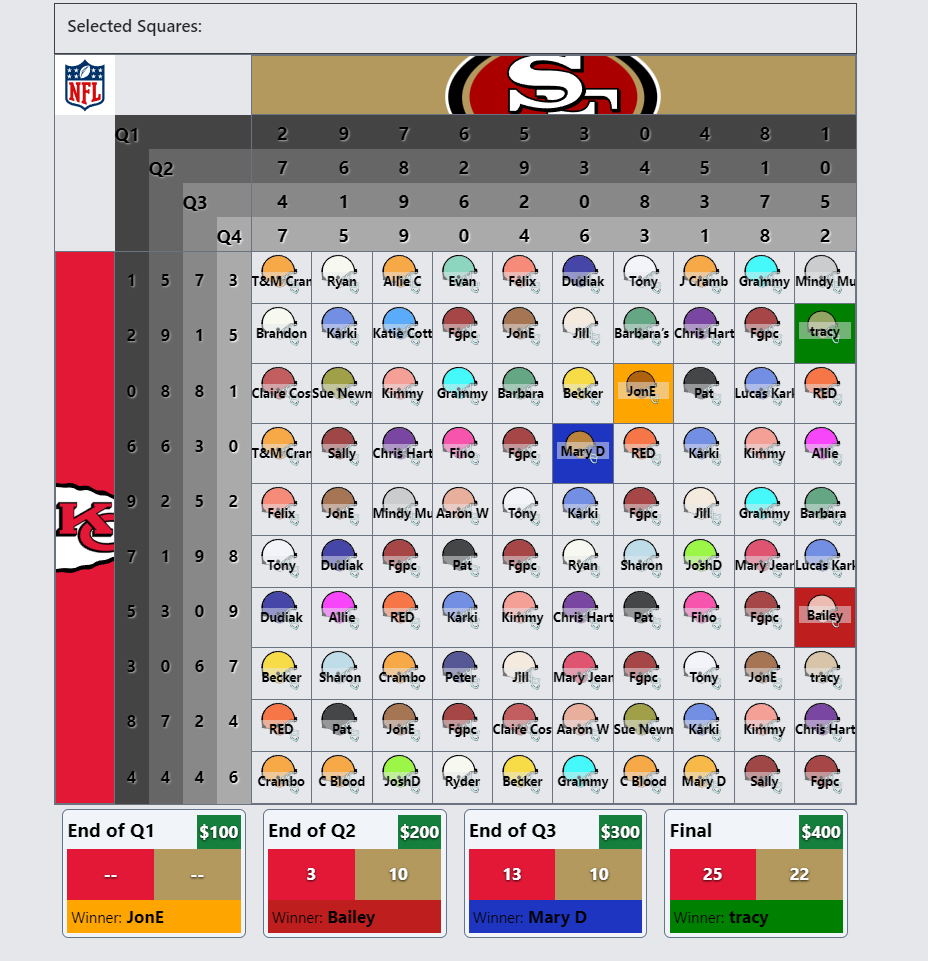 Selected Squares:
NFL
SF
Q1 2 9 7 6 5 3 0 4 8 1
Q2 7 6 8 2 9 3 4 5 1 0
Q3 4 1 9 6 2 0 8 3 7 5
Q4 7 5 9 0 4 6 3 1 8 2
1 5 7 3 T&M Cran Ryan Allie C Evan Felix Dudiak Tony J Cramb Grammy Mindy Mu
2 9 1 5 Brandon Karki Katie Cott Fgpc JonE Jill Barbara's Chris Hart Fgpc tracy
0 8 8 1 Claire Cos Sue Newn Kimmy Grammy Barbara Becker JonE Pat Lucas Kark RED
6 6 3 0 T&M Cran Sally Chris Hart Fino Fgpc Mary D RED Karki Kimmy Allie
KC
9 2 5 2 Felix JonE Mindy Mu Aaron W Tony Karki Fgpc Jill Grammy Barbara
7 1 9 8 Tony Dudiak Fgpc Pat Fgpc Ryan Sharon JoshD Mary Jean Lucas Kark
5 3 0 9 Dudiak Allie RED Karki Kimmy Chris Hart Pat Fino Fgpc Bailey
3 0 6 7 Becker Sharon Crambo Peter Jill Mary Jean Fgpc Tony JonE tracy
8 7 2 4 RED Pat JonE Fgpc Claire Cos Aaron W Sue Newn Karki Kimmy Chris Hart
4 4 4 6 Crambo C Blood JoshD Ryder Becker Grammy C Blood Mary D Sally Fgpc
End of Q1 $100 End of Q2 $200 End of Q3 $300 Final $400
-- -- 3 10 13 10 25 22
Winner: JonE Winner: Bailey Winner: Mary D Winner: tracy